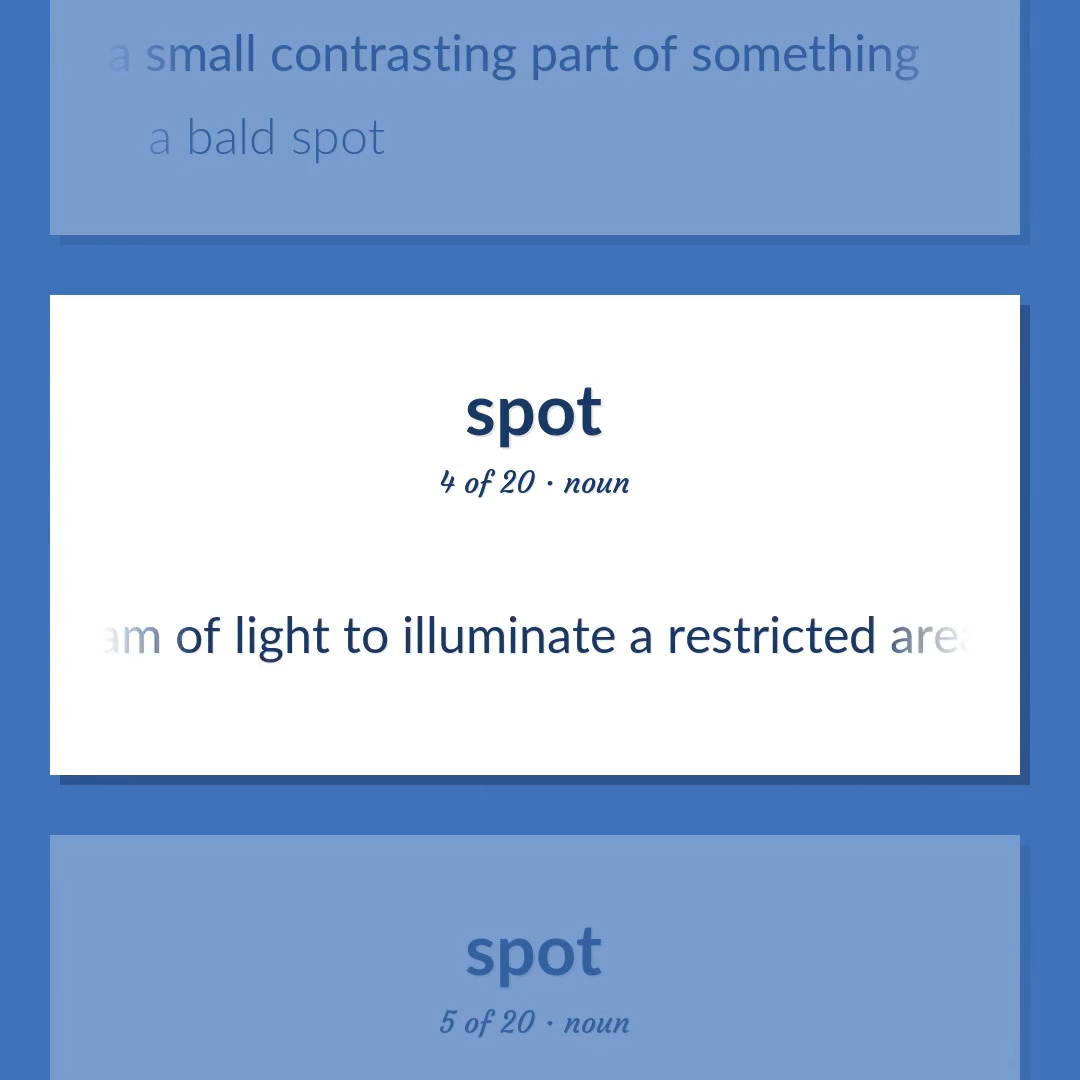 a small contrasting part of something
a bald spot
spot
4 of 20 · noun
of light to illuminate a restricted
spot
5 of 20 · noun